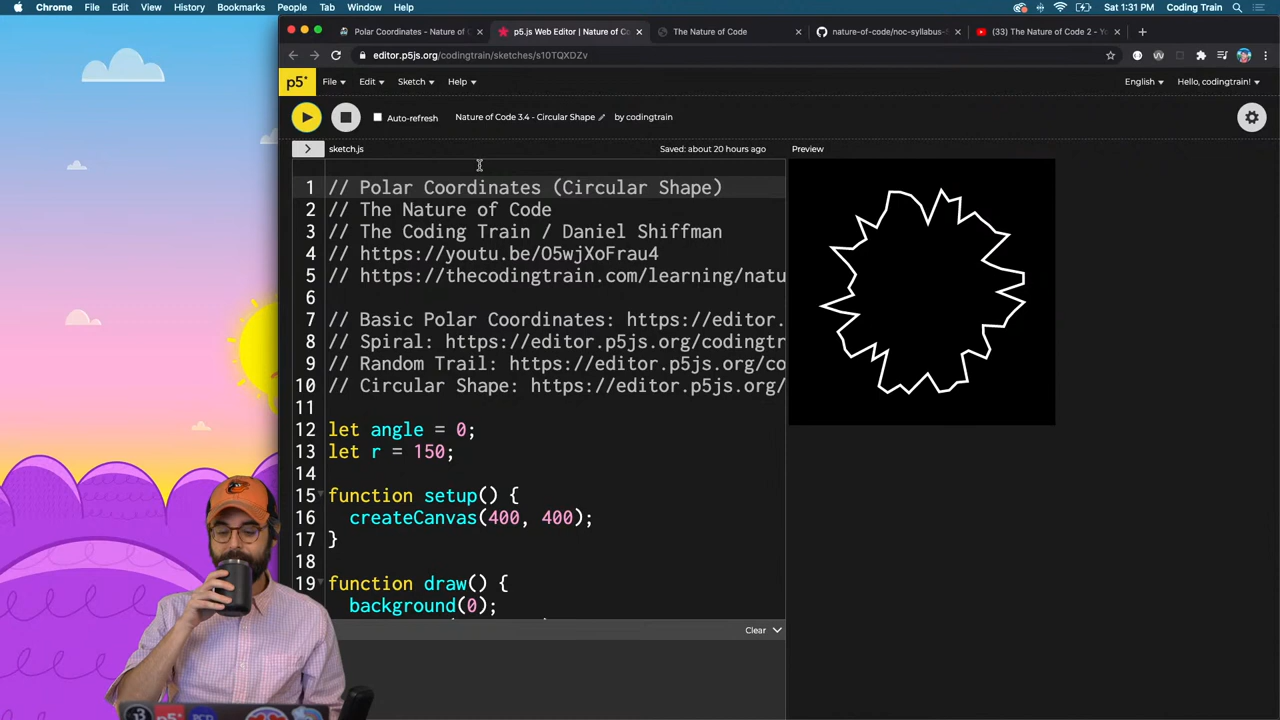 Chrome File Edit View History Bookmarks People Tab Window Help Sat 1:31 PM Coding Train
Polar Coordinates - Nature of C
p5.js Web Editor | Nature of Co
The Nature of Code
nature-of-code/noc-syllabus-S
(33) The Nature of Code 2 - Yo
editor.p5js.org/codingtrain/sketches/s10TQXDZv
p5* File Edit Sketch Help English Hello, codingtrain!
Auto-refresh Nature of Code 3.4 - Circular Shape by codingtrain
sketch.js Saved: about 20 hours ago Preview
1 // Polar Coordinates (Circular Shape)
2 // The Nature of Code
3 // The Coding Train / Daniel Shiffman
4 // https://youtu.be/O5wjXoFrau4
5 // https://thecodingtrain.com/learning/natu
6
7 // Basic Polar Coordinates: https://editor.
8 // Spiral: https://editor.p5js.org/codingtr
9 // Random Trail: https://editor.p5js.org/co
10 // Circular Shape: https://editor.p5js.org/
11
12 let angle = 0;
13 let r = 150;
14
15 function setup() {
16 createCanvas(400, 400);
17 }
18
19 function draw() {
background(0);
Clear
p5*